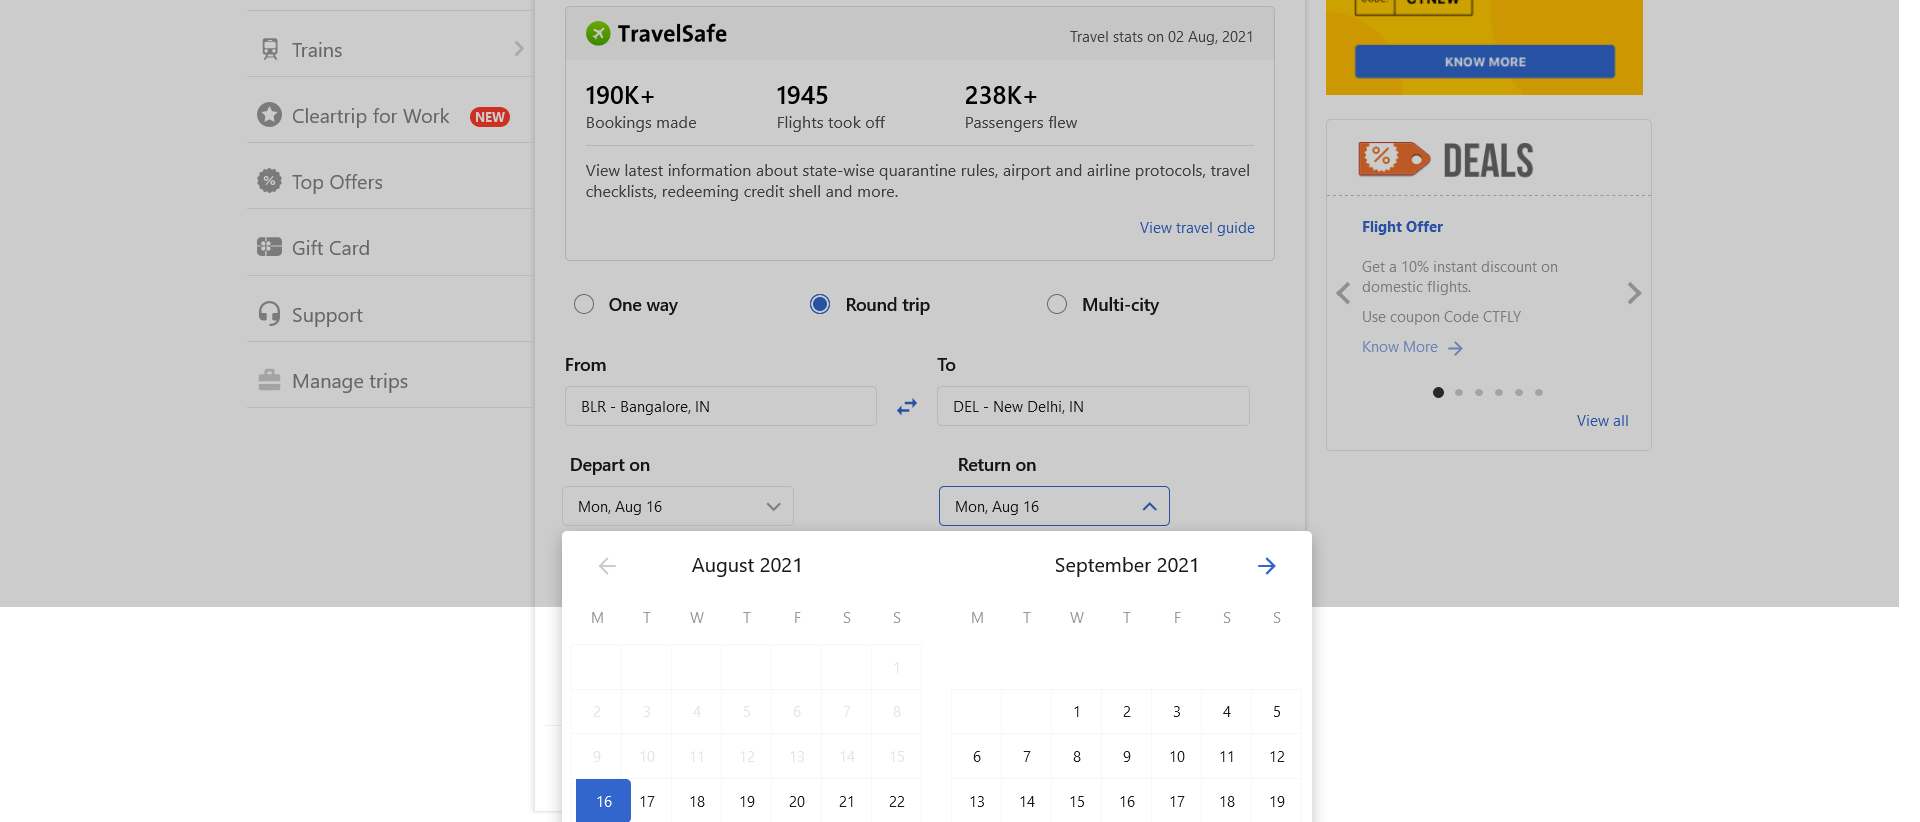 Trains
Cleartrip for Work NEW
Top Offers
Gift Card
Support
Manage trips
TravelSafe
Travel stats on 02 Aug, 2021
190K+ 1945 238K+
Bookings made Flights took off Passengers flew
View latest information about state-wise quarantine rules, airport and airline protocols, travel
checklists, redeeming credit shell and more.
View travel guide
One way Round trip Multi-city
From To
BLR - Bangalore, IN DEL - New Delhi, IN
Depart on Return on
Mon, Aug 16 Mon, Aug 16
August 2021 September 2021
M T W T F S S M T W T F S S
1
2 3 4 5 6 7 8 1 2 3 4 5
9 10 11 12 13 14 15 6 7 8 9 10 11 12
16 17 18 19 20 21 22 13 14 15 16 17 18 19
CODE: CTNEW
KNOW MORE
% DEALS
Flight Offer
Get a 10% instant discount on
domestic flights.
Use coupon Code CTFLY
Know More
View all